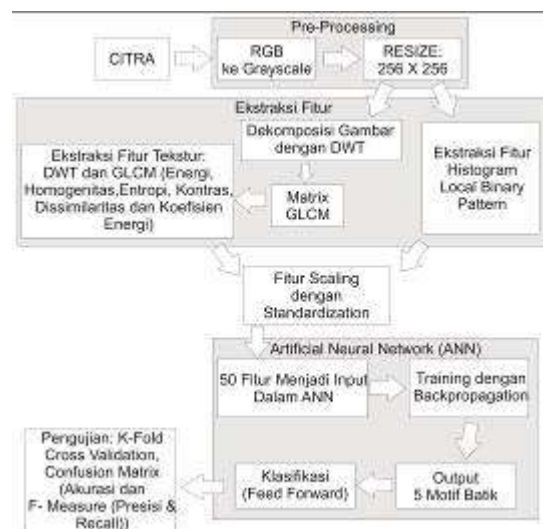 Pre-Processing
CITRA
RGB
ke Grayscale
RESIZE:
256 X 256
Ekstraksi Fitur
Dekomposisi Gambar
dengan DWT
Ekstraksi Fitur Tekstur:
DWT dan GLCM (Energi,
Homogenitas,Entropi, Kontras,
Dissimilaritas dan Koefisien
Energi)
Matrix
GLCM
Ekstraksi Fitur
Histogram
Local Binary
Pattern
Fitur Scaling
dengan
Standardization
Artificial Neural Network (ANN)
50 Fitur Menjadi Input
Dalam ANN
Training dengan
Backpropagation
Output
5 Motif Batik
Klasifikasi
(Feed Forward)
Pengujian: K-Fold
Cross Validation,
Confusion Matrix
(Akurasi dan
F- Measure (Presisi &
Recall))